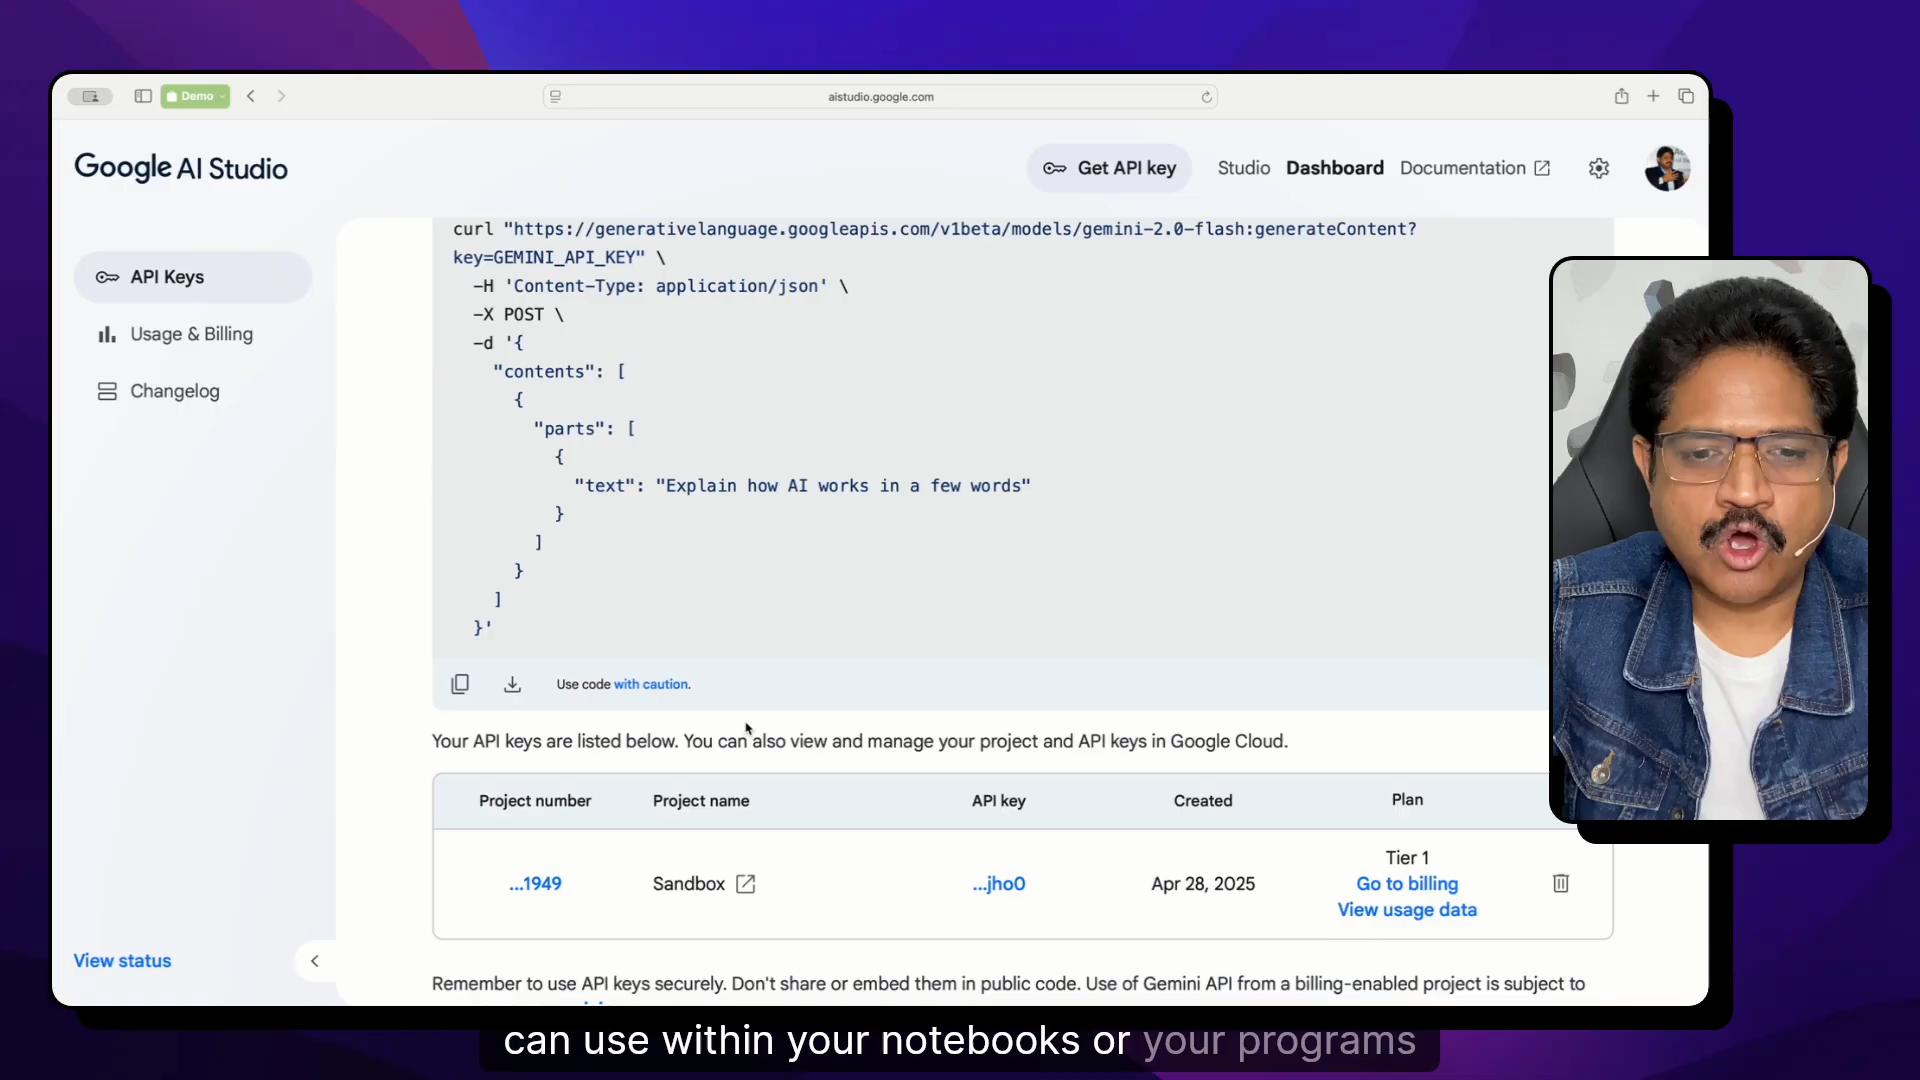 Demo
aistudio.google.com
Google AI Studio
Get API key
Studio
Dashboard
Documentation
API Keys
Usage & Billing
Changelog
curl "https://generativelanguage.googleapis.com/v1beta/models/gemini-2.0-flash:generateContent?
key=GEMINI_API_KEY" \
-H 'Content-Type: application/json' \
-X POST \
-d '{
"contents": [
{
"parts": [
{
"text": "Explain how AI works in a few words"
}
]
}
]
}'
Use code with caution.
Your API keys are listed below. You can also view and manage your project and API keys in Google Cloud.
Project number Project name API key Created Plan
Tier 1
...1949 Sandbox ...jho0 Apr 28, 2025 Go to billing
View usage data
View status
Remember to use API keys securely. Don't share or embed them in public code. Use of Gemini API from a billing-enabled project is subject to
can use within your notebooks or your programs